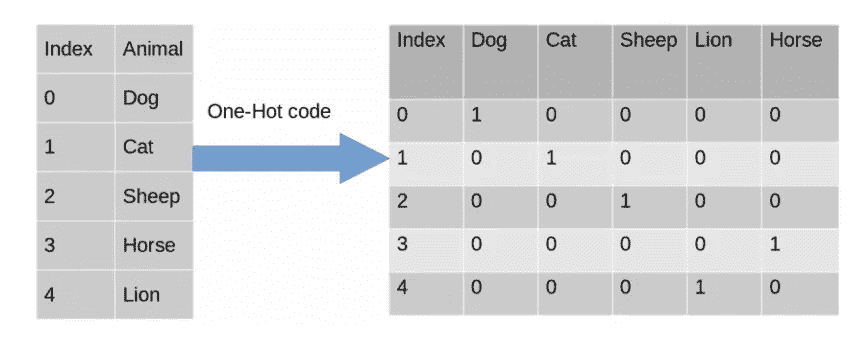 Index Animal
0 Dog
1 Cat
2 Sheep
3 Horse
4 Lion
One-Hot code
Index Dog Cat Sheep Lion Horse
0 1 0 0 0 0
1 0 1 0 0 0
2 0 0 1 0 0
3 0 0 0 0 1
4 0 0 0 1 0